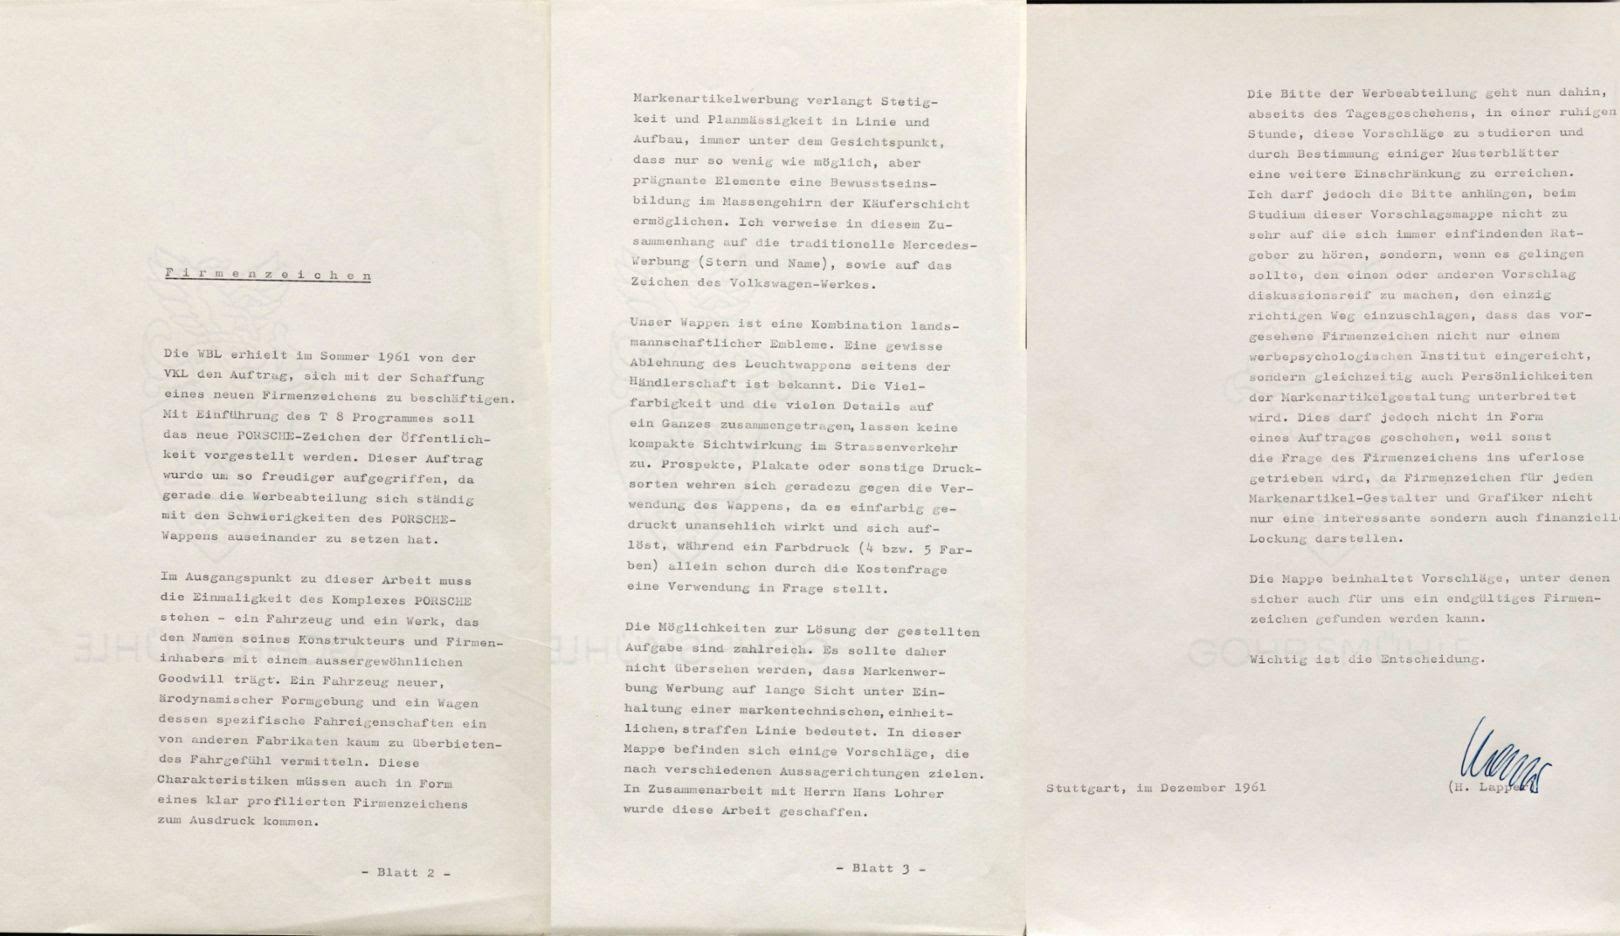 Firmenzeichen
Die WBL erhielt im Sommer 1961 von der
VKL den Auftrag, sich mit der Schaffung
eines neuen Firmenzeichens zu beschäftigen.
Mit Einführung des T 8 Programmes soll
das neue PORSCHE-Zeichen der Öffentlich-
keit vorgestellt werden. Dieser Auftrag
wurde um so freudiger aufgegriffen, da
gerade die Werbeabteilung sich ständig
mit den Schwierigkeiten des PORSCHE-
Wappens auseinander zu setzen hat.
Im Ausgangspunkt zu dieser Arbeit muss
die Einmaligkeit des Komplexes PORSCHE
stehen - ein Fahrzeug und ein Werk, das
den Namen seines Konstrukteurs und Firmen-
inhabers mit einem aussergewöhnlichen
Goodwill trägt. Ein Fahrzeug neuer,
ärodynamischer Formgebung und ein Wagen
dessen spezifische Fahreigenschaften ein
von anderen Fabrikaten kaum zu überbieten-
des Fahrgefühl vermitteln. Diese
Charakteristiken müssen auch in Form
eines klar profilierten Firmenzeichens
zum Ausdruck kommen.
- Blatt 2 -
Markenartikelwerbung verlangt Stetig-
keit und Planmässigkeit in Linie und
Aufbau, immer unter dem Gesichtspunkt,
dass nur so wenig wie möglich, aber
prägnante Elemente eine Bewusstseins-
bildung im Massengehirn der Käuferschicht
ermöglichen. Ich verweise in diesem Zu-
sammenhang auf die traditionelle Mercedes-
Werbung (Stern und Name), sowie auf das
Zeichen des Volkswagen-Werkes.
Unser Wappen ist eine Kombination lands-
mannschaftlicher Embleme. Eine gewisse
Ablehnung des Leuchtwappens seitens der
Händlerschaft ist bekannt. Die Viel-
farbigkeit und die vielen Details auf
ein Ganzes zusammengetragen, lassen keine
kompakte Sichtwirkung im Strassenverkehr
zu. Prospekte, Plakate oder sonstige Druck-
sorten wehren sich geradezu gegen die Ver-
wendung des Wappens, da es einfarbig ge-
druckt unansehlich wirkt und sich auf-
löst, während ein Farbdruck (4 bzw. 5 Far-
ben) allein schon durch die Kostenfrage
eine Verwendung in Frage stellt.
Die Möglichkeiten zur Lösung der gestellten
Aufgabe sind zahlreich. Es sollte daher
nicht übersehen werden, dass Markenwer-
bung Werbung auf lange Sicht unter Ein-
haltung einer markentechnischen, einheit-
lichen, straffen Linie bedeutet. In dieser
Mappe befinden sich einige Vorschläge, die
nach verschiedenen Aussagerichtungen zielen.
In Zusammenarbeit mit Herrn Hans Lohrer
wurde diese Arbeit geschaffen.
- Blatt 3 -
Die Bitte der Werbeabteilung geht nun dahin,
abseits des Tagesgeschehens, in einer ruhigen
Stunde, diese Vorschläge zu studieren und
durch Bestimmung einiger Musterblätter
eine weitere Einschränkung zu erreichen.
Ich darf jedoch die Bitte anhängen, beim
Studium dieser Vorschlagsmappe nicht zu
sehr auf die sich immer einfindenden Rat-
geber zu hören, sondern, wenn es gelingen
sollte, den einen oder anderen Vorschlag
diskussionsreif zu machen, den einzig
richtigen Weg einzuschlagen, dass das vor-
gesehene Firmenzeichen nicht nur einem
werbepsychologischen Institut eingereicht,
sondern gleichzeitig auch Persönlichkeiten
der Markenartikelgestaltung unterbreitet
wird. Dies darf jedoch nicht in Form
eines Auftrages geschehen, weil sonst
die Frage des Firmenzeichens ins uferlose
getrieben wird, da Firmenzeichen für jeden
Markenartikel-Gestalter und Grafiker nicht
nur eine interessante sondern auch finanziell
Lockung darstellen.
Die Mappe beinhaltet Vorschläge, unter denen
sicher auch für uns ein endgültiges Firmen-
zeichen gefunden werden kann.
GOHRSMÜHLE
Wichtig ist die Entscheidung.
Stuttgart, im Dezember 1961
(H. Lapper)